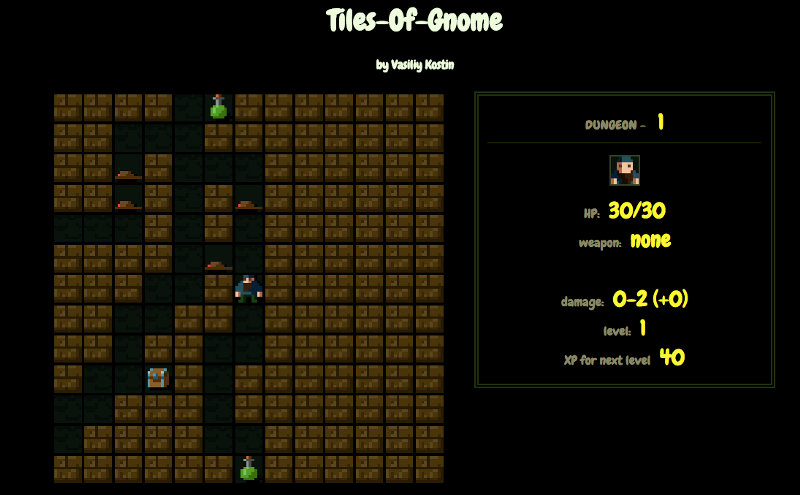 Tiles-Of-Gnome
by Vasiliy Kostin
DUNGEON - 1
HP: 30/30
weapon: none
damage: 0-2 (+0)
level: 1
XP for next level 40